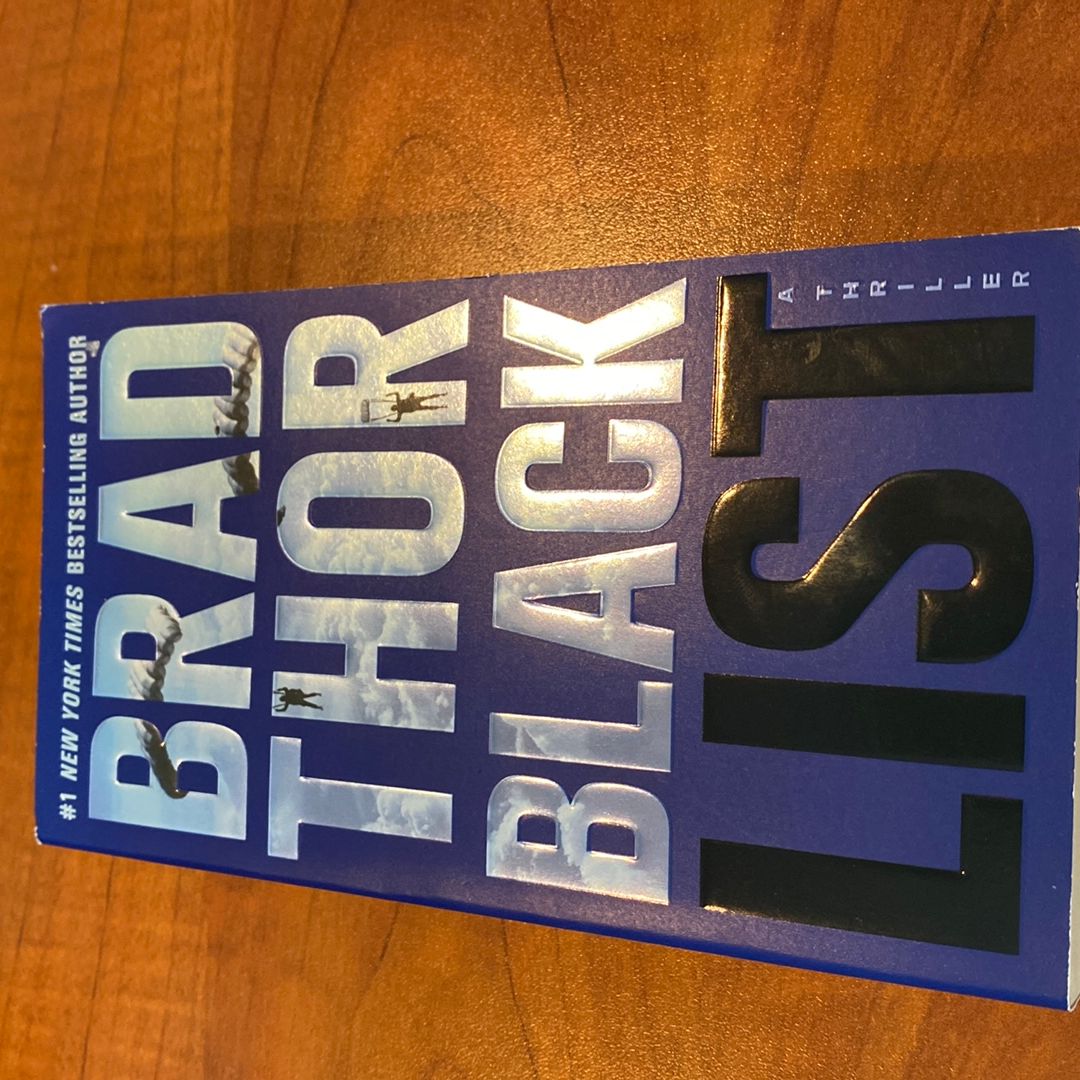 #1 NEW YORK TIMES BESTSELLING AUTHOR
BRAD
THOR
BLACK
LIST
A THRILLER